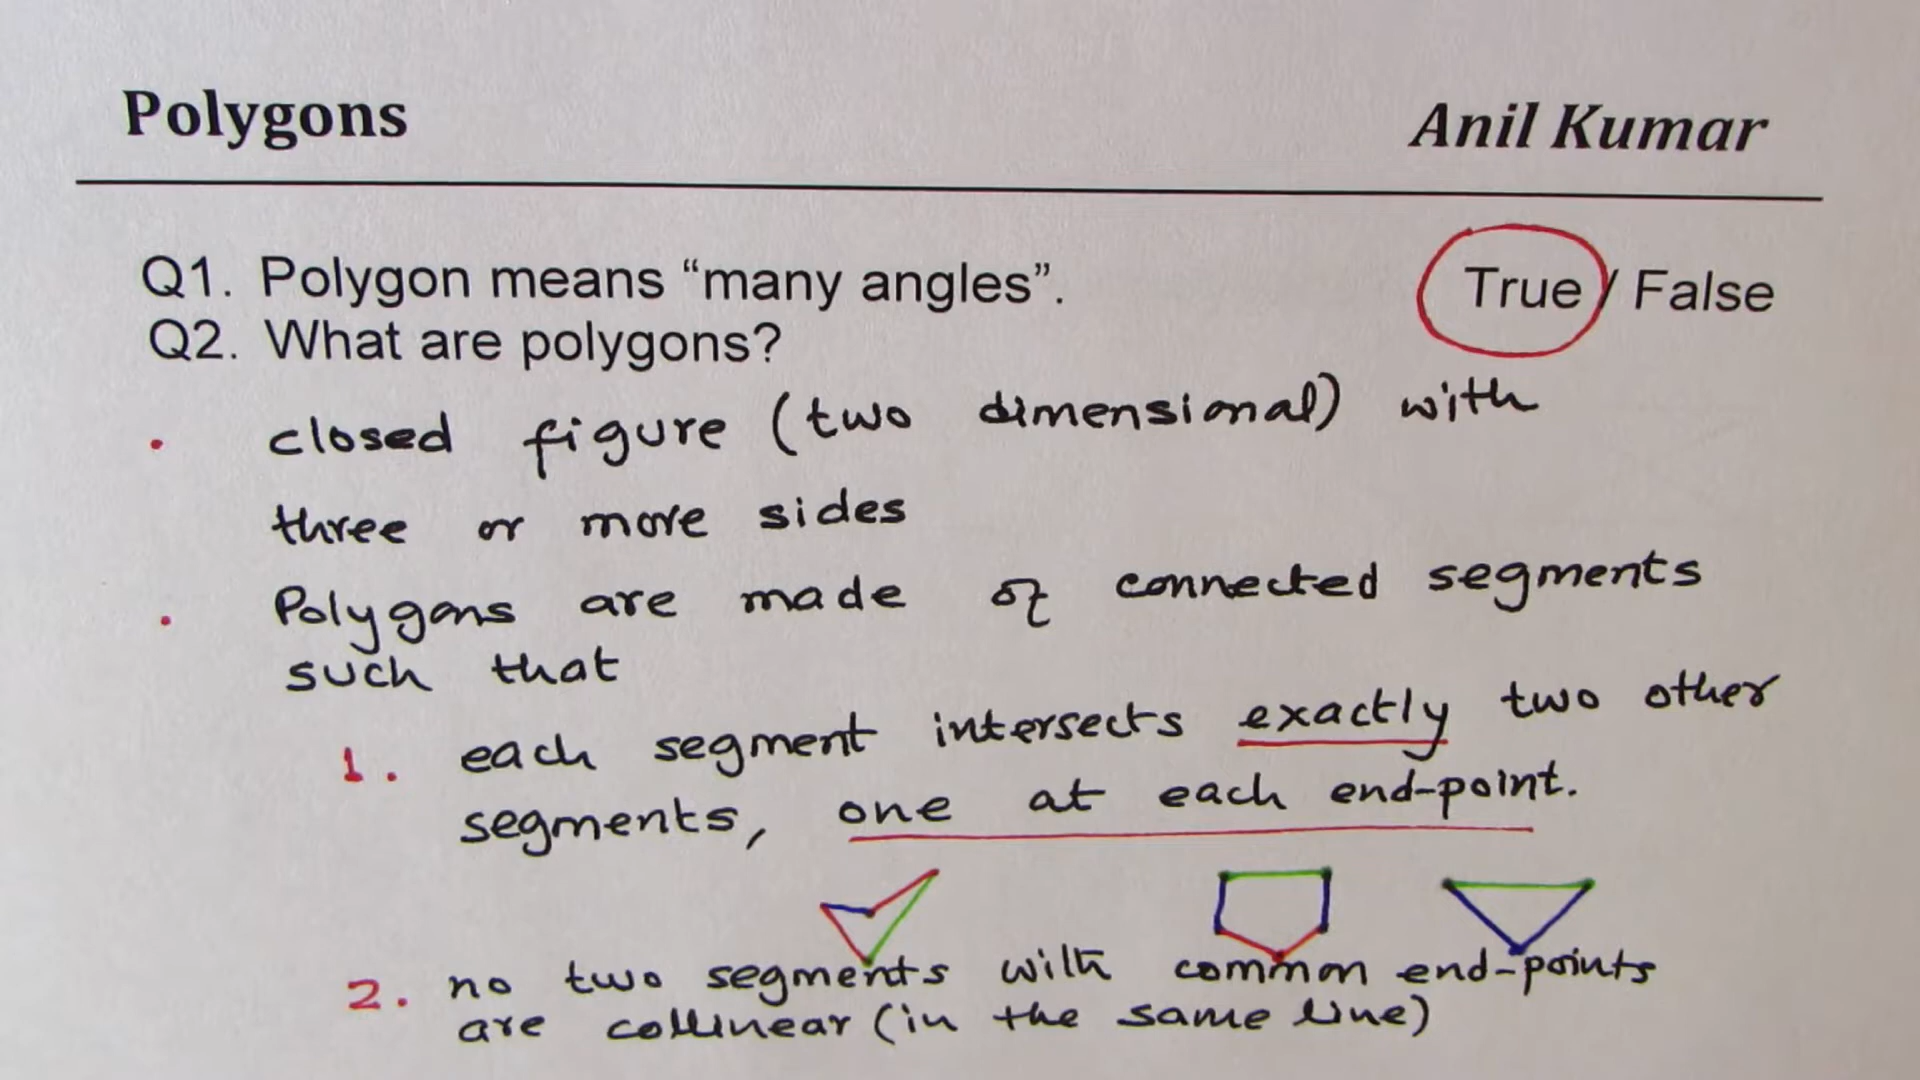 Polygons
Anil Kumar
Q1. Polygon means “many angles”.
True / False
Q2. What are polygons?
• closed figure (two dimensional) with
three or more sides
• Polygons are made of connected segments
such that
1. each segment intersects exactly two other
segments, one at each end-point.
2. no two segments with common end-points
are collinear (in the same line)